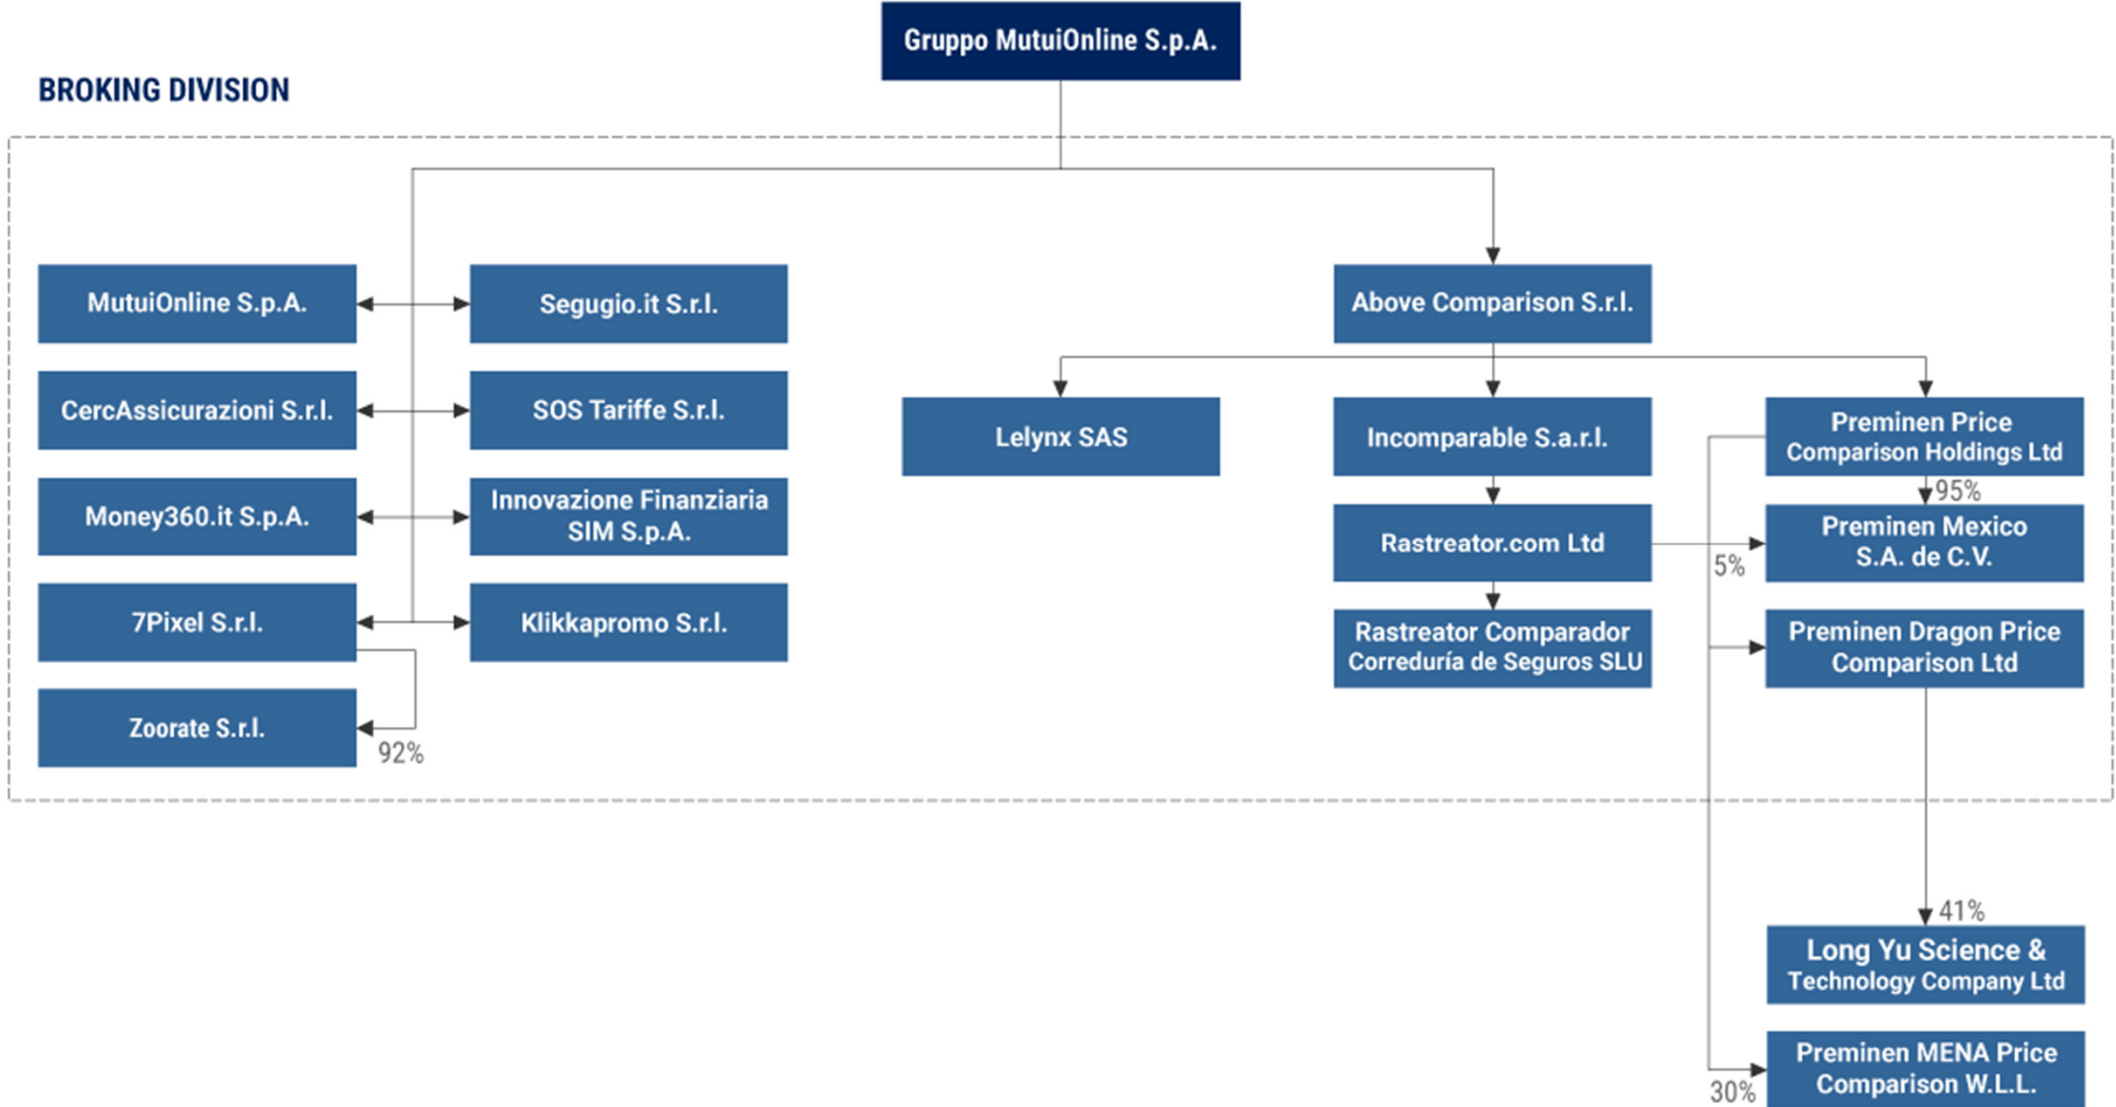 Gruppo MutuiOnline S.p.A.
BROKING DIVISION
MutuiOnline S.p.A.
Segugio.it S.r.l.
Above Comparison S.r.l.
CercAssicurazioni S.r.l.
SOS Tariffe S.r.l.
Lelynx SAS
Incomparable S.a.r.l.
Preminen Price
Comparison Holdings Ltd
95%
Money360.it S.p.A.
Innovazione Finanziaria
SIM S.p.A.
Rastreator.com Ltd
5%
Preminen Mexico
S.A. de C.V.
7Pixel S.r.l.
Klikkapromo S.r.l.
Rastreator Comparador
Correduría de Seguros SLU
Preminen Dragon Price
Comparison Ltd
Zoorate S.r.l.
92%
41%
Long Yu Science &
Technology Company Ltd
Preminen MENA Price
Comparison W.L.L.
30%